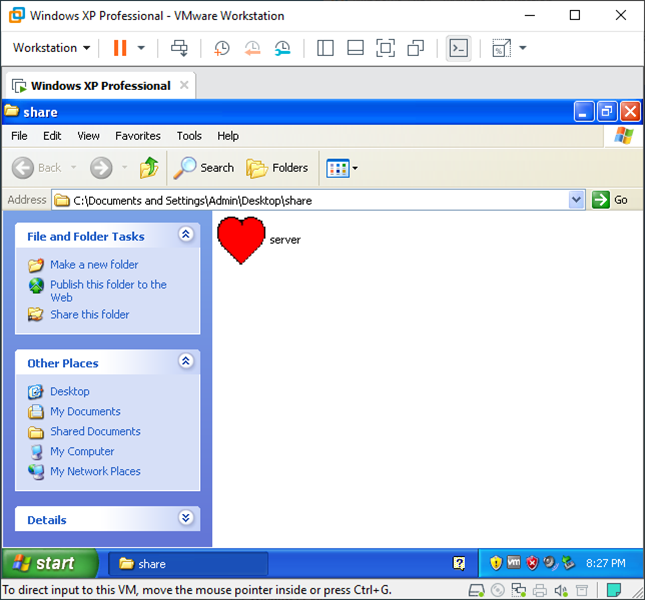 Windows XP Professional - VMware Workstation
Workstation
Windows XP Professional
share
File Edit View Favorites Tools Help
Back Search Folders
Address C:\Documents and Settings\Admin\Desktop\share Go
File and Folder Tasks
Make a new folder
Publish this folder to the
Web
Share this folder
server
Other Places
Desktop
My Documents
Shared Documents
My Computer
My Network Places
Details
start share 8:27 PM
To direct input to this VM, move the mouse pointer inside or press Ctrl+G.